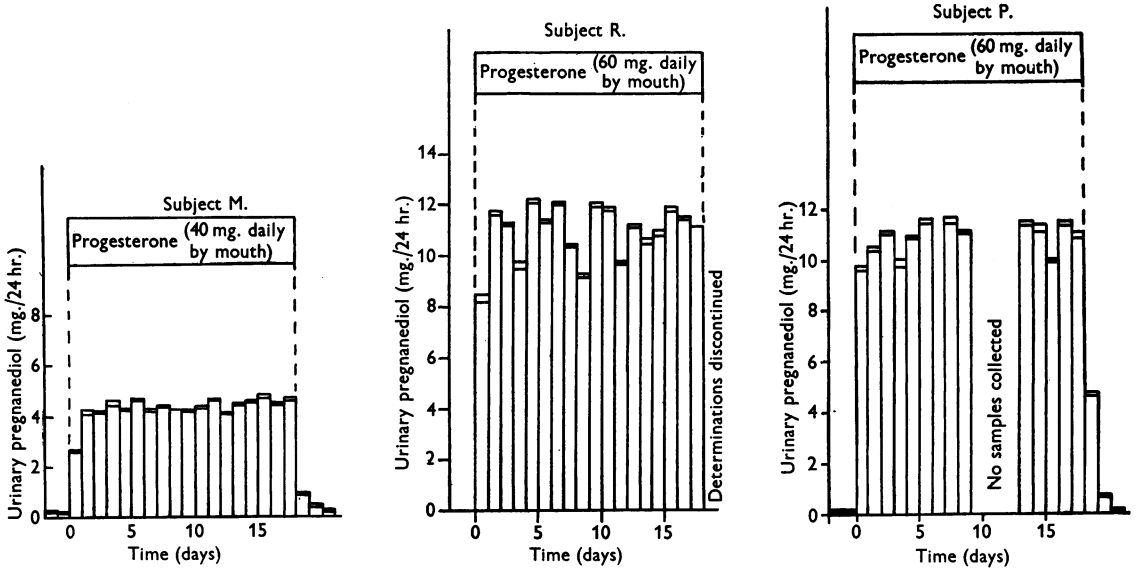 Subject M.
Progesterone (40 mg. daily
by mouth)
Urinary pregnanediol (mg./24 hr.)
8
6
4
2
0
0 5 10 15
Time (days)
Subject R.
Progesterone (60 mg. daily
by mouth)
Urinary pregnanediol (mg./24 hr.)
14
12
10
8
6
4
2
0
Determinations discontinued
0 5 10 15
Time (days)
Subject P.
Progesterone (60 mg. daily
by mouth)
Urinary pregnanediol (mg./24 hr.)
12
10
8
6
4
2
0
No samples collected
0 5 10 15
Time (days)